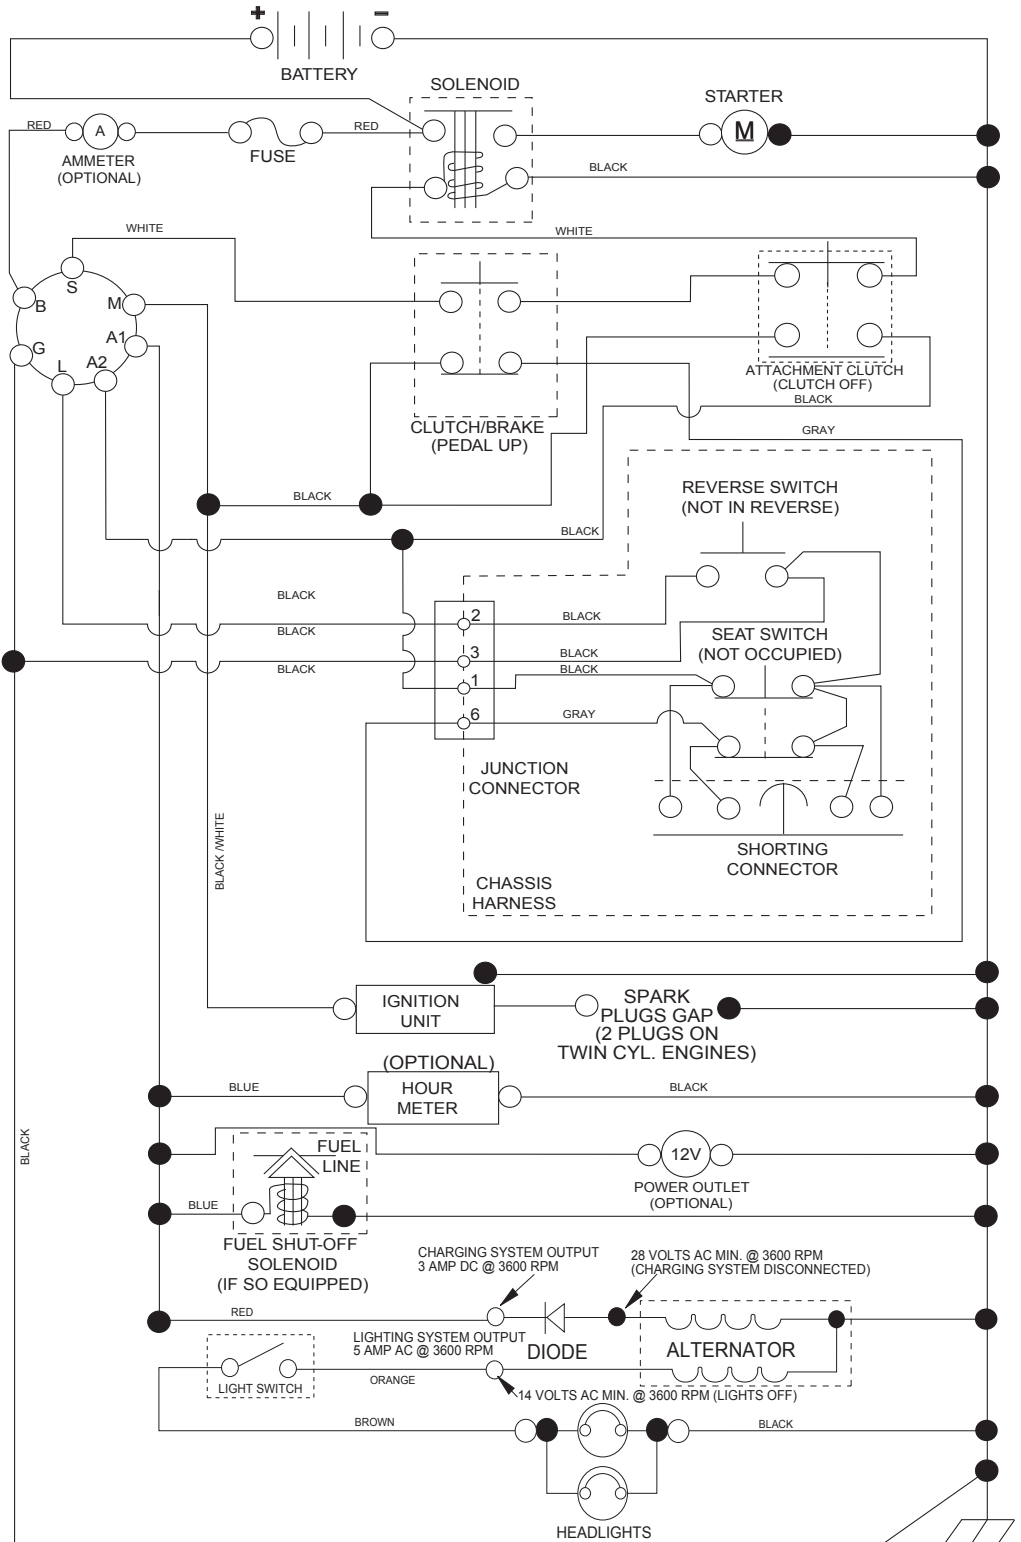 + -
BATTERY
SOLENOID
STARTER
RED
A
RED
M
AMMETER
(OPTIONAL)
FUSE
BLACK
WHITE
WHITE
S
B
M
G
A1
L
A2
ATTACHMENT CLUTCH
(CLUTCH OFF)
BLACK
CLUTCH/BRAKE
(PEDAL UP)
GRAY
REVERSE SWITCH
(NOT IN REVERSE)
BLACK
BLACK
BLACK
2
BLACK
BLACK
SEAT SWITCH
(NOT OCCUPIED)
3
BLACK
BLACK
BLACK
1
6
GRAY
JUNCTION
CONNECTOR
BLACK /WHITE
SHORTING
CONNECTOR
CHASSIS
HARNESS
IGNITION
UNIT
SPARK
PLUGS GAP
(2 PLUGS ON
TWIN CYL. ENGINES)
(OPTIONAL)
BLUE
HOUR
METER
BLACK
BLACK
FUEL
LINE
12V
POWER OUTLET
(OPTIONAL)
BLUE
FUEL SHUT-OFF
SOLENOID
(IF SO EQUIPPED)
CHARGING SYSTEM OUTPUT
3 AMP DC @ 3600 RPM
28 VOLTS AC MIN. @ 3600 RPM
(CHARGING SYSTEM DISCONNECTED)
RED
LIGHTING SYSTEM OUTPUT
5 AMP AC @ 3600 RPM
DIODE
ALTERNATOR
LIGHT SWITCH
ORANGE
14 VOLTS AC MIN. @ 3600 RPM (LIGHTS OFF)
BROWN
BLACK
HEADLIGHTS